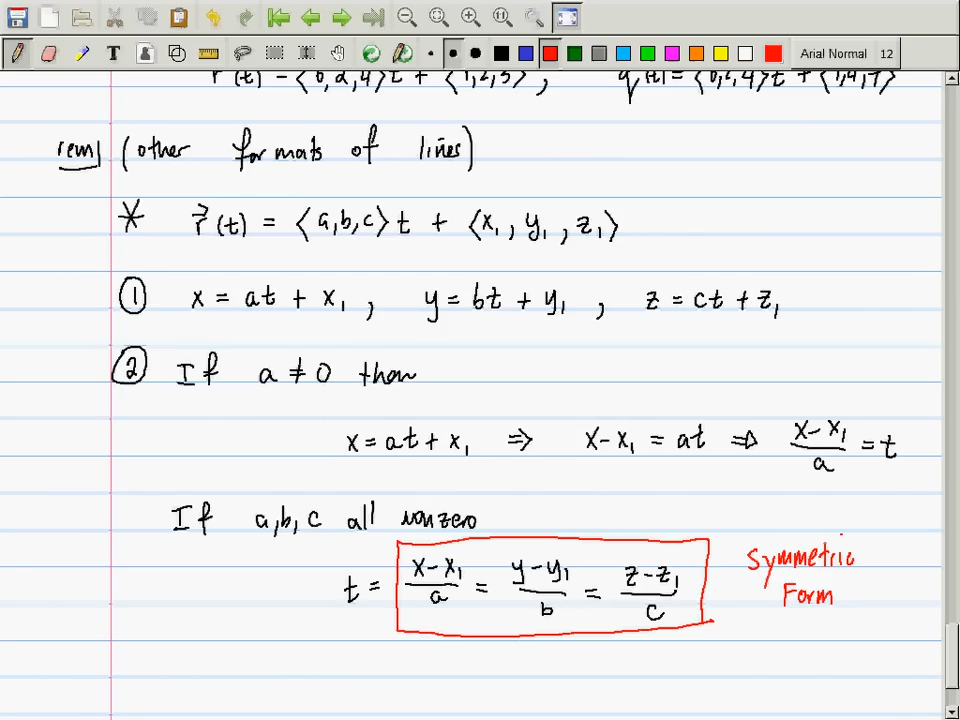 Arial Normal 12
rem| (other formats of lines)
* r⃗(t) = ⟨a,b,c⟩t + ⟨x₁, y₁, z₁⟩
① x = at + x₁, y = bt + y₁, z = ct + z₁
② If a ≠ 0 then
x = at + x₁ ⇒ x-x₁ = at ⇒ (x-x₁)/a = t
If a,b,c all nonzero
t = (x-x₁)/a = (y-y₁)/b = (z-z₁)/c
Symmetric
Form